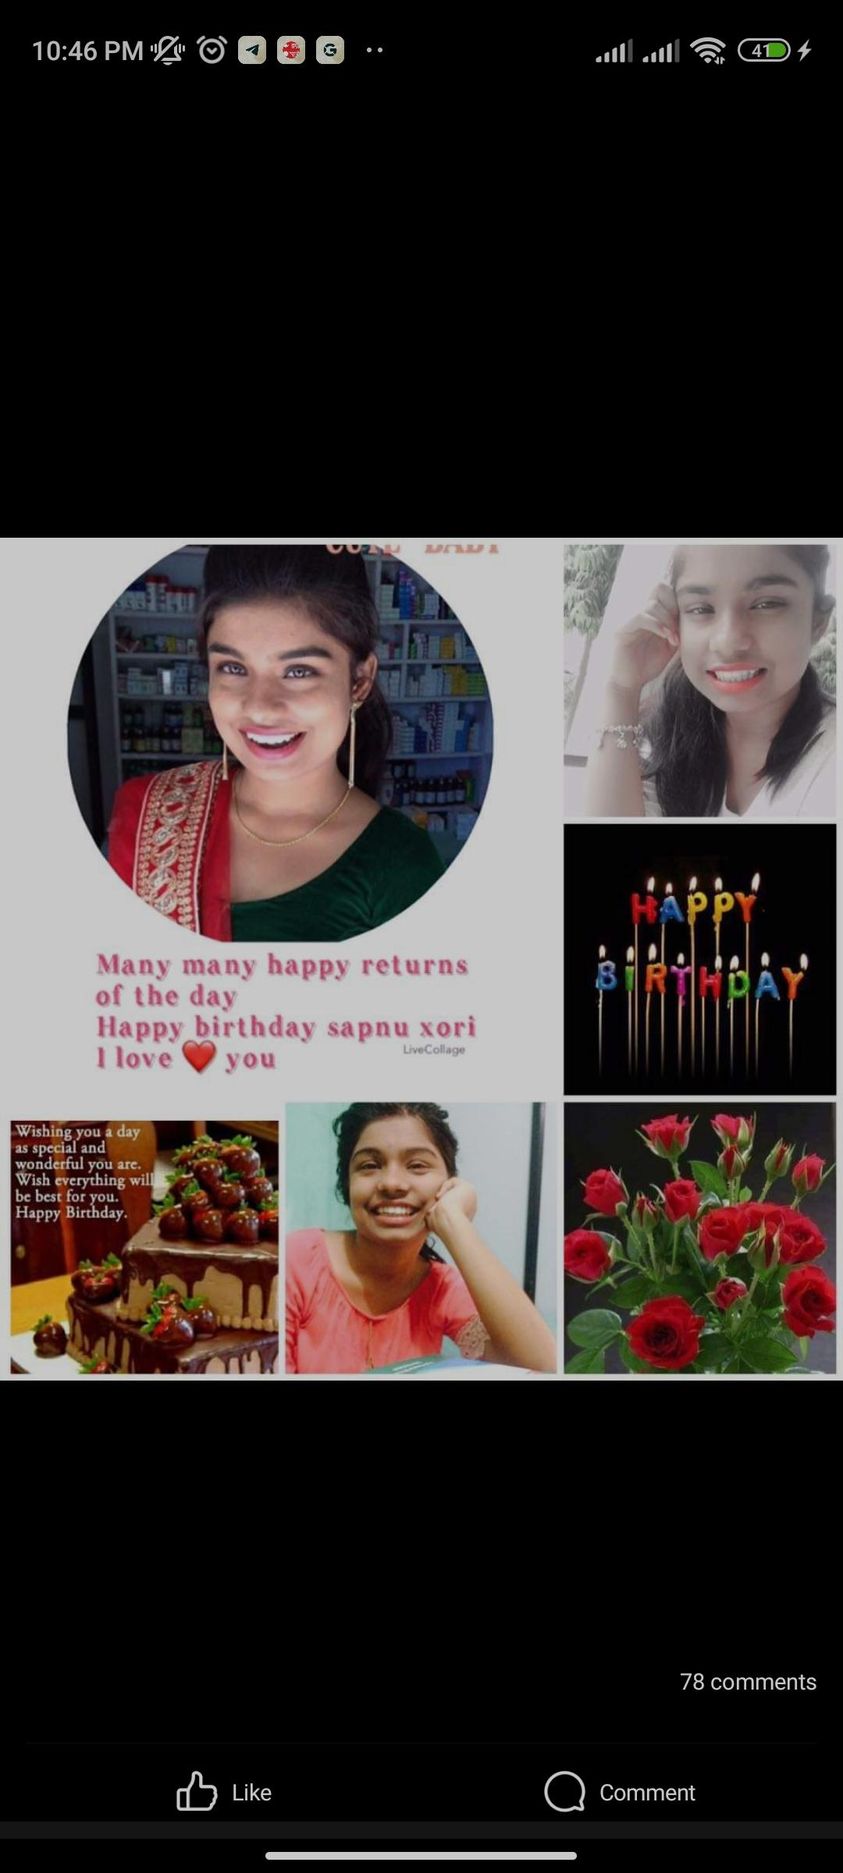 10:46 PM
41
CUTE BABY
Many many happy returns
of the day
Happy birthday sapnu xori
I love ❤️ you
LiveCollage
HAPPY
BIRTHDAY
Wishing you a day
as special and
wonderful you are.
Wish everything will
be best for you.
Happy Birthday.
78 comments
Like
Comment